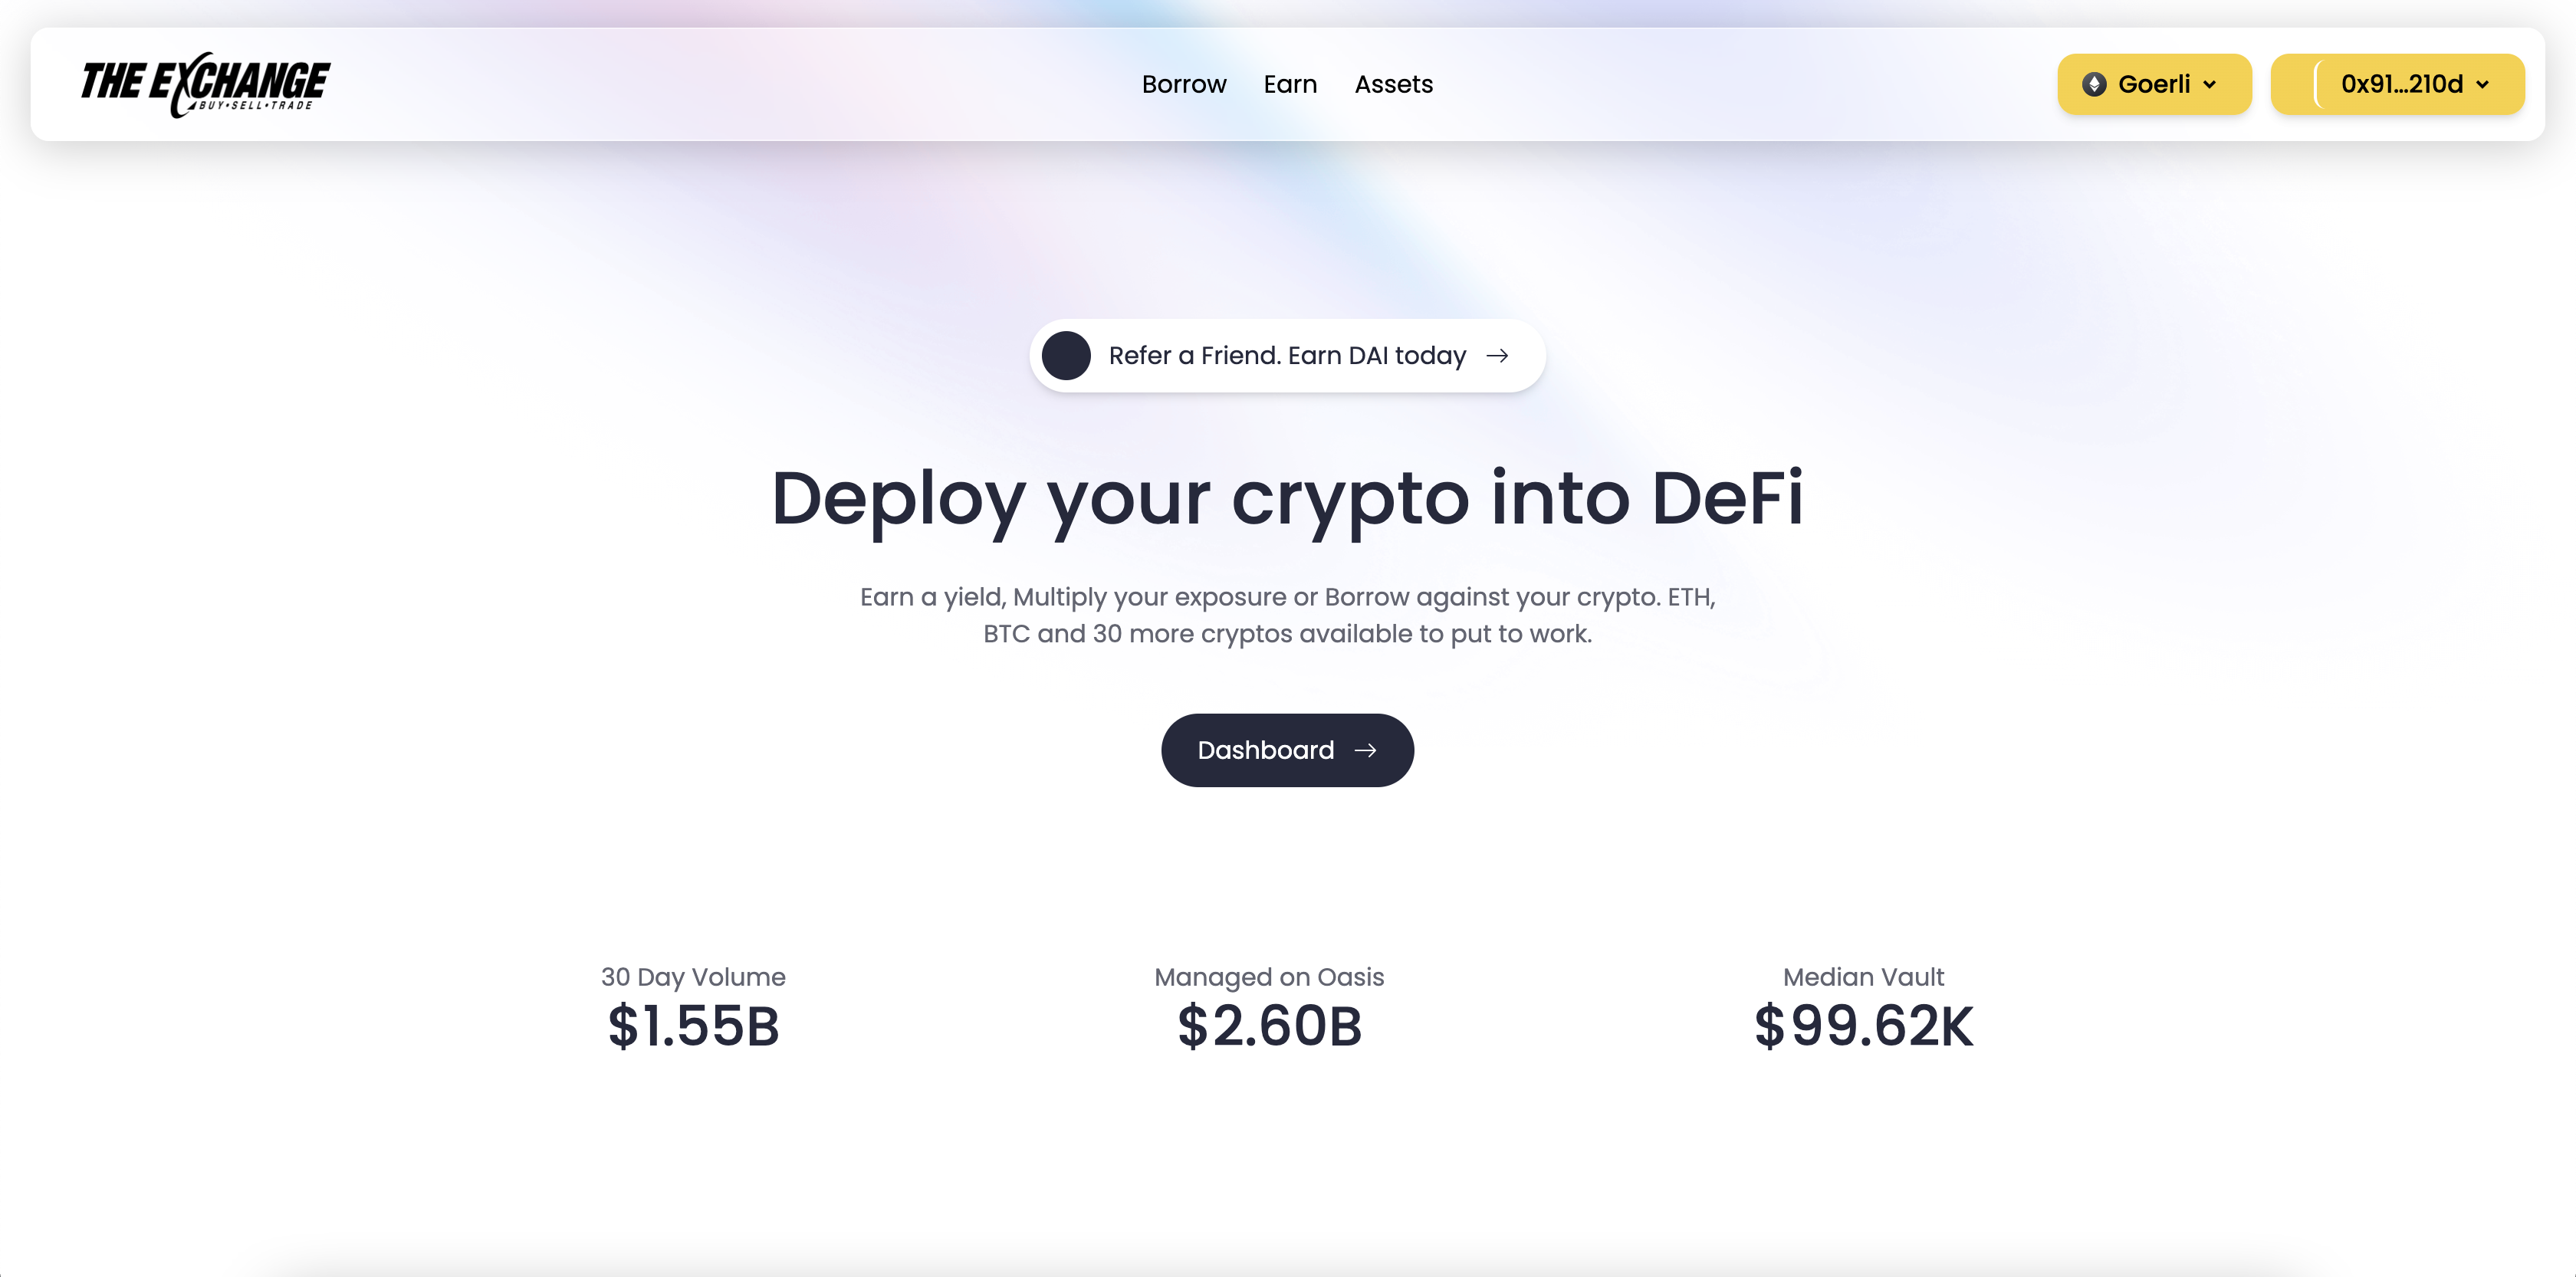 THE EXCHANGE
BUY•SELL•TRADE
Borrow Earn Assets
Goerli
0x91...210d
Refer a Friend. Earn DAI today →
Deploy your crypto into DeFi
Earn a yield, Multiply your exposure or Borrow against your crypto. ETH,
BTC and 30 more cryptos available to put to work.
Dashboard →
30 Day Volume
$1.55B
Managed on Oasis
$2.60B
Median Vault
$99.62K